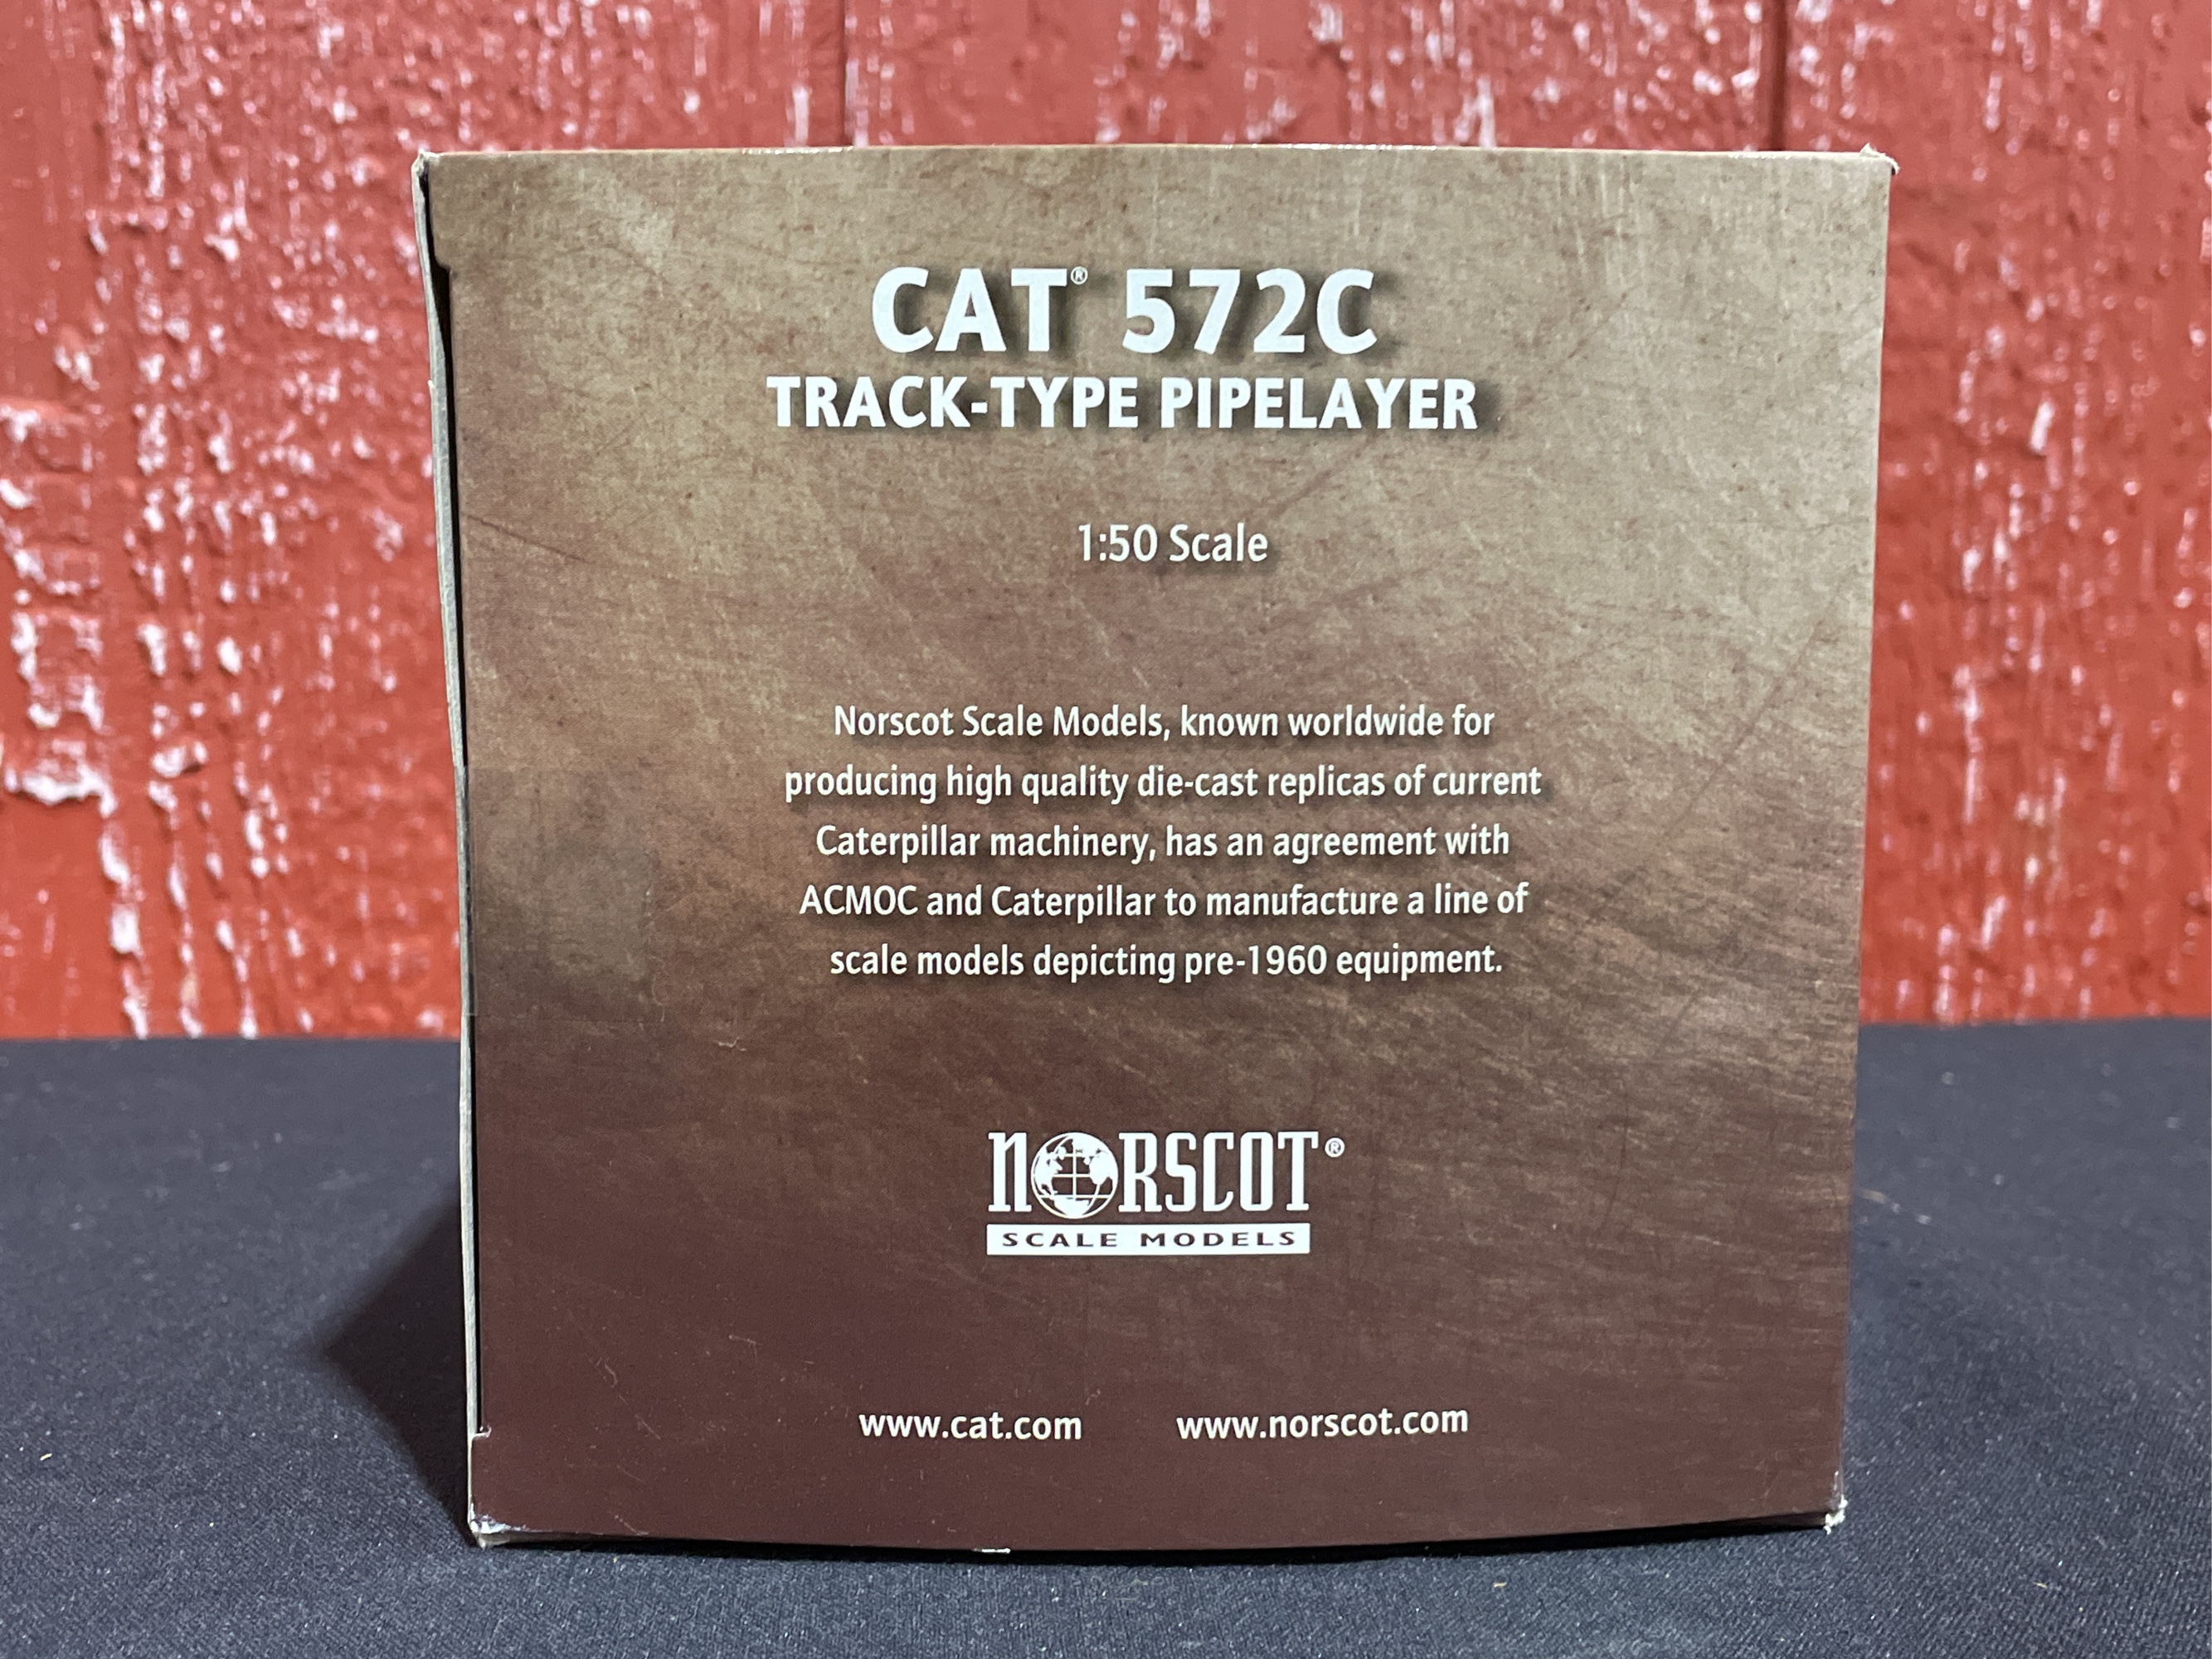 CAT® 572C
TRACK-TYPE PIPELAYER
1:50 Scale
Norscot Scale Models, known worldwide for
producing high quality die-cast replicas of current
Caterpillar machinery, has an agreement with
ACMOC and Caterpillar to manufacture a line of
scale models depicting pre-1960 equipment.
NORSCOT®
SCALE MODELS
www.cat.com www.norscot.com